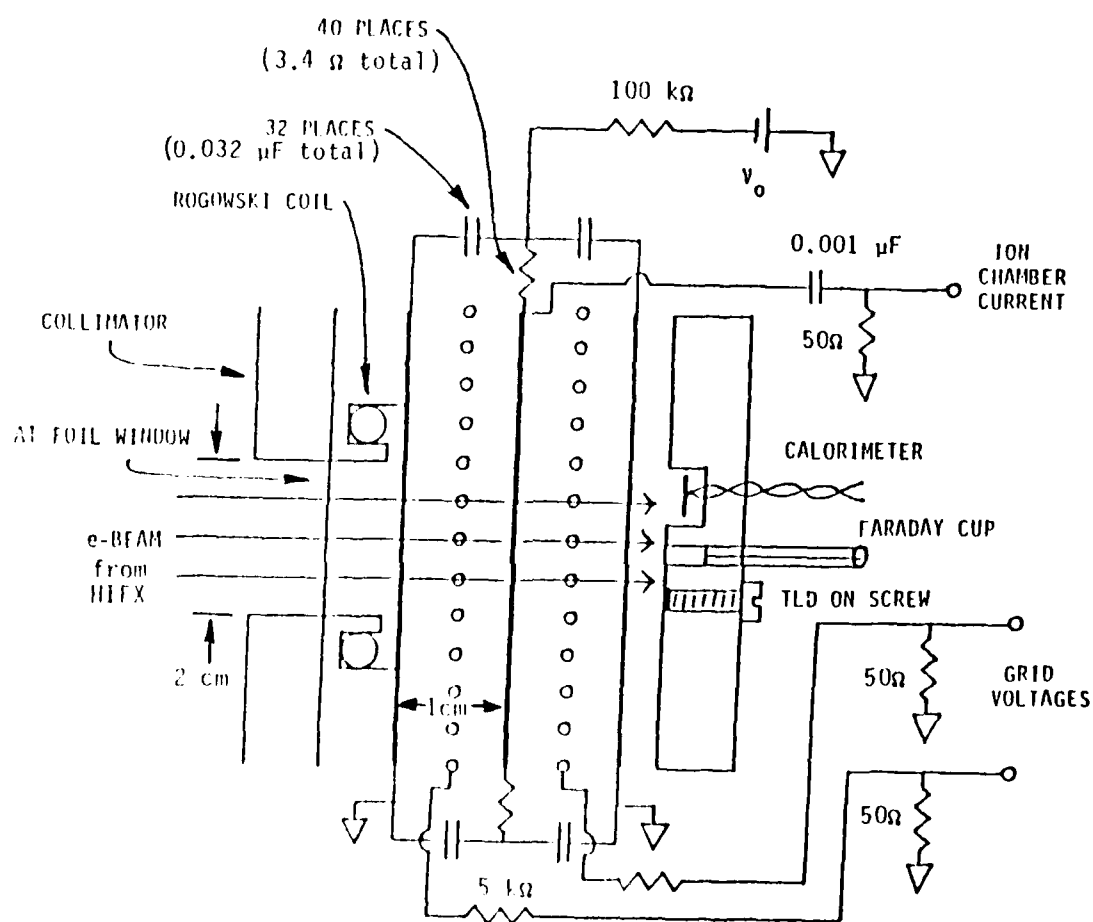 40 PLACES
(3.4 Ω total)
100 kΩ
32 PLACES
(0.032 µF total)
V₀
ROGOWSKI COIL
0.001 µF
ION
CHAMBER
CURRENT
COLLIMATOR
50Ω
Al FOIL WINDOW
CALORIMETER
FARADAY CUP
e-BEAM
from
HIFX
TLD ON SCREW
2 cm
1cm
50Ω
GRID
VOLTAGES
50Ω
5 kΩ